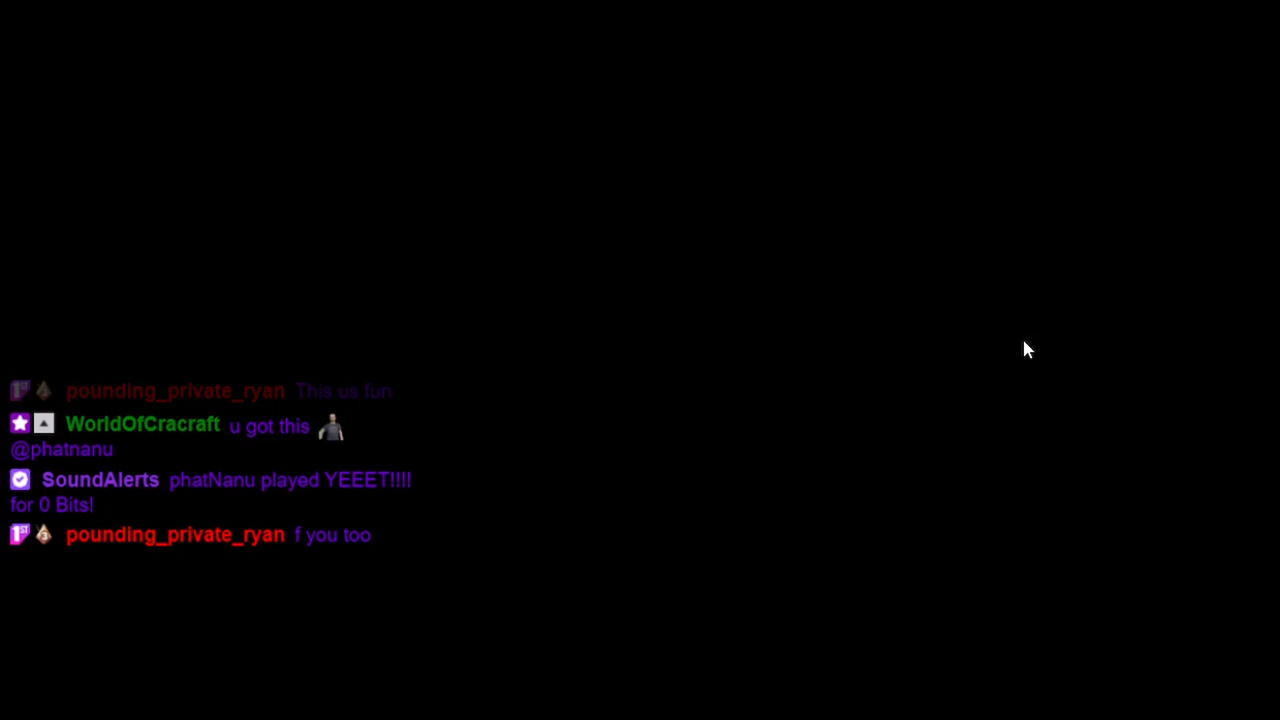 pounding_private_ryan This us fun
WorldOfCracraft u got this
@phatnanu
SoundAlerts phatNanu played YEEET!!!!
for 0 Bits!
pounding_private_ryan f you too